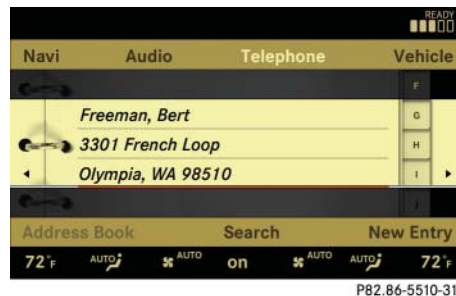 READY
Navi Audio Telephone Vehicle
F
Freeman, Bert
G
3301 French Loop
H
Olympia, WA 98510
I
J
Address Book Search New Entry
72°F AUTO AUTO on AUTO AUTO 72°F
P82.86-5510-31